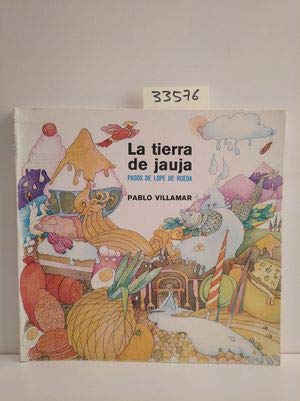 33576
La tierra
de jauja
PASOS DE LOPE DE RUEDA
PABLO VILLAMAR